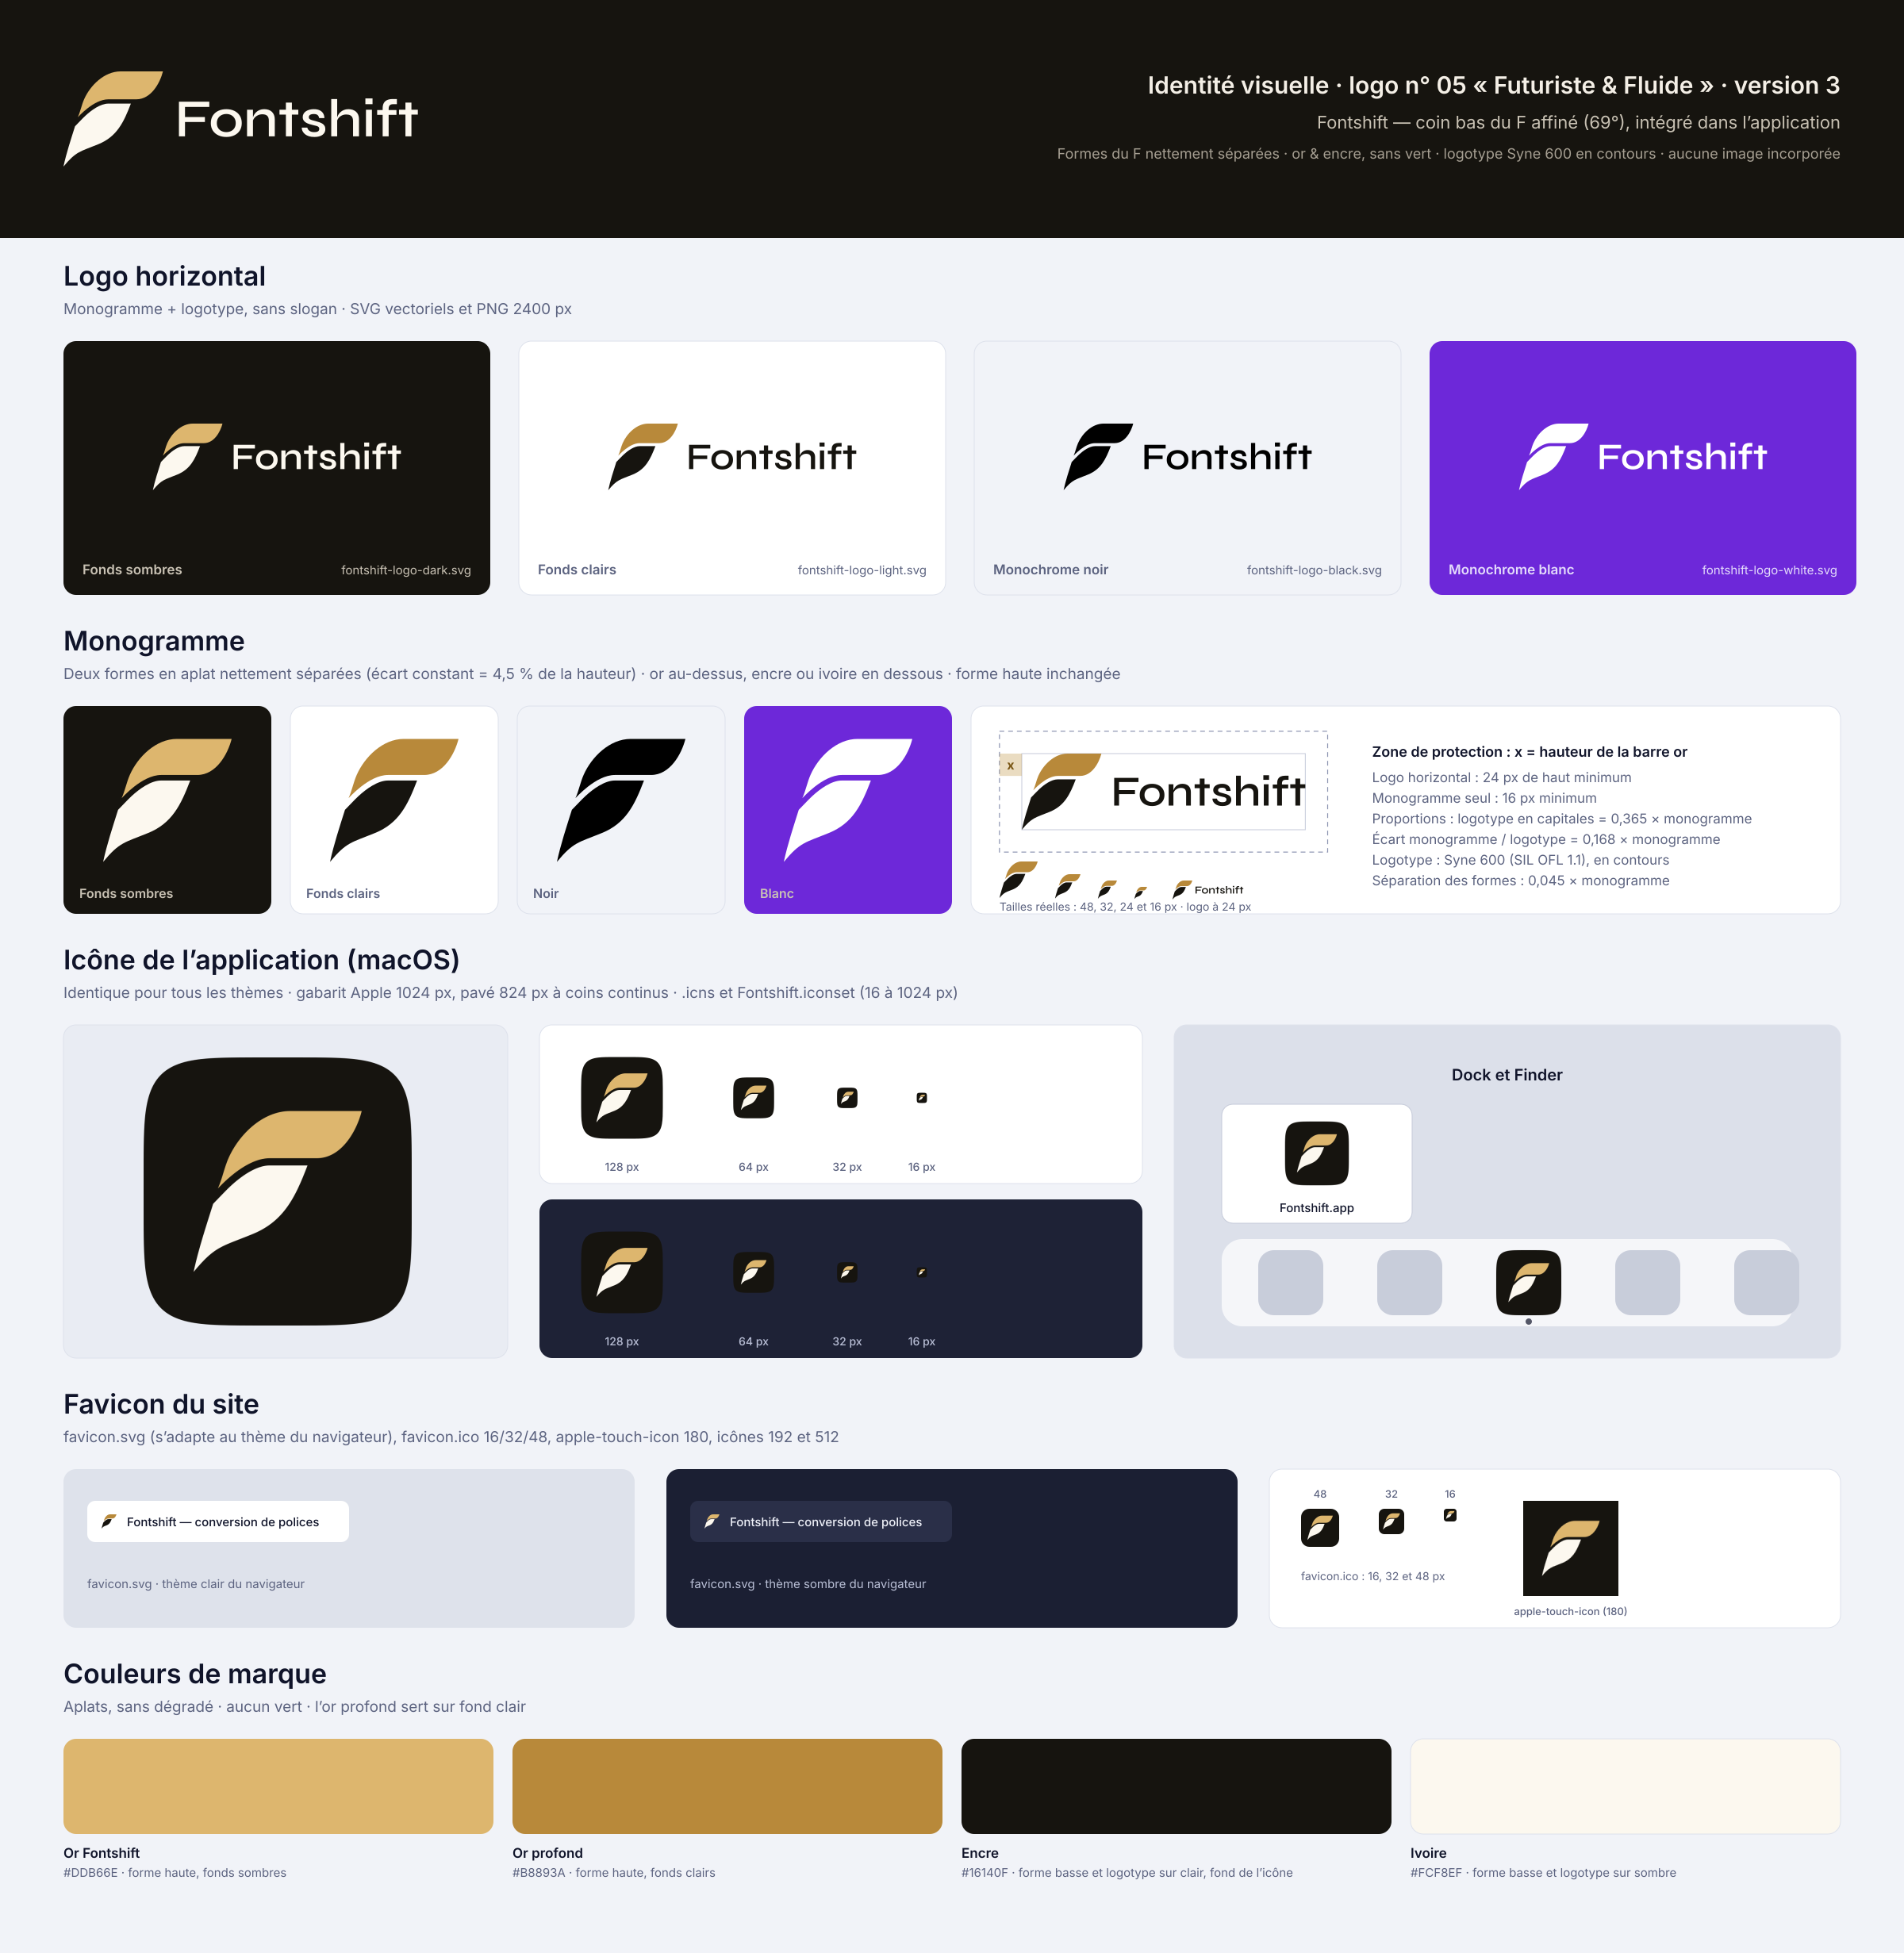 Fontshift
Identité visuelle · logo n° 05 « Futuriste & Fluide » · version 3
Fontshift — coin bas du F affiné (69°), intégré dans l’application
Formes du F nettement séparées · or & encre, sans vert · logotype Syne 600 en contours · aucune image incorporée
Logo horizontal
Monogramme + logotype, sans slogan · SVG vectoriels et PNG 2400 px
Fontshift
Fonds sombres
fontshift-logo-dark.svg
Fontshift
Fonds clairs
fontshift-logo-light.svg
Fontshift
Monochrome noir
fontshift-logo-black.svg
Fontshift
Monochrome blanc
fontshift-logo-white.svg
Monogramme
Deux formes en aplat nettement séparées (écart constant = 4,5 % de la hauteur) · or au-dessus, encre ou ivoire en dessous · forme haute inchangée
Fonds sombres
Fonds clairs
Noir
Blanc
x
Fontshift
Fontshift
Tailles réelles : 48, 32, 24 et 16 px · logo à 24 px
Zone de protection : x = hauteur de la barre or
Logo horizontal : 24 px de haut minimum
Monogramme seul : 16 px minimum
Proportions : logotype en capitales = 0,365 × monogramme
Écart monogramme / logotype = 0,168 × monogramme
Logotype : Syne 600 (SIL OFL 1.1), en contours
Séparation des formes : 0,045 × monogramme
Icône de l’application (macOS)
Identique pour tous les thèmes · gabarit Apple 1024 px, pavé 824 px à coins continus · .icns et Fontshift.iconset (16 à 1024 px)
128 px
64 px
32 px
16 px
128 px
64 px
32 px
16 px
Dock et Finder
Fontshift.app
Favicon du site
favicon.svg (s’adapte au thème du navigateur), favicon.ico 16/32/48, apple-touch-icon 180, icônes 192 et 512
Fontshift — conversion de polices
favicon.svg · thème clair du navigateur
Fontshift — conversion de polices
favicon.svg · thème sombre du navigateur
48
32
16
favicon.ico : 16, 32 et 48 px
apple-touch-icon (180)
Couleurs de marque
Aplats, sans dégradé · aucun vert · l’or profond sert sur fond clair
Or Fontshift
#DDB66E · forme haute, fonds sombres
Or profond
#B8893A · forme haute, fonds clairs
Encre
#16140F · forme basse et logotype sur clair, fond de l’icône
Ivoire
#FCF8EF · forme basse et logotype sur sombre